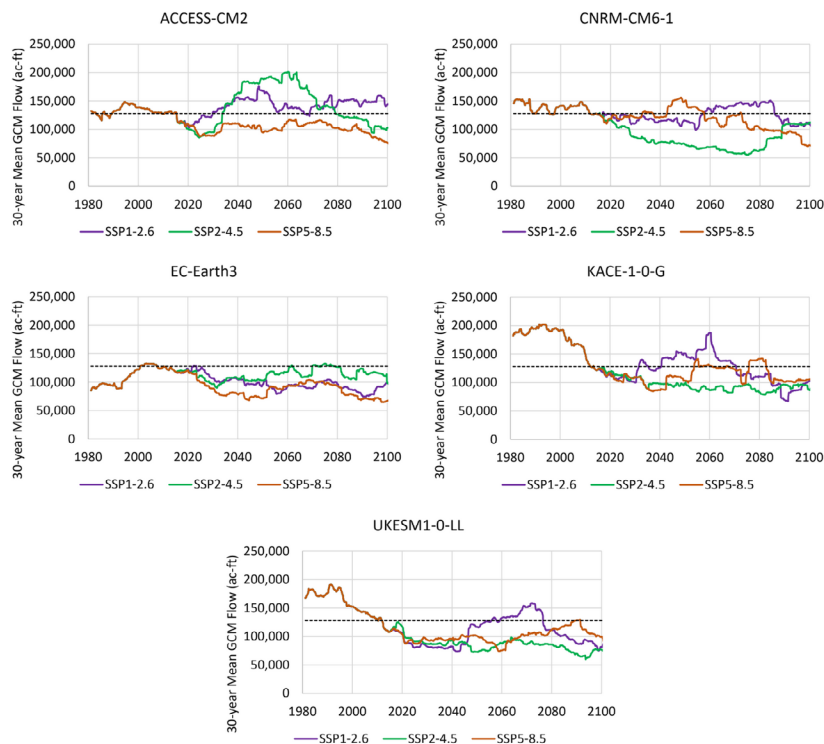 ACCESS-CM2
30-year Mean GCM Flow (ac-ft)
250,000
200,000
150,000
100,000
50,000
0
1980 2000 2020 2040 2060 2080 2100
SSP1-2.6 SSP2-4.5 SSP5-8.5
CNRM-CM6-1
30-year Mean GCM Flow (ac-ft)
250,000
200,000
150,000
100,000
50,000
0
1980 2000 2020 2040 2060 2080 2100
SSP1-2.6 SSP2-4.5 SSP5-8.5
EC-Earth3
30-year Mean GCM Flow (ac-ft)
250,000
200,000
150,000
100,000
50,000
0
1980 2000 2020 2040 2060 2080 2100
SSP1-2.6 SSP2-4.5 SSP5-8.5
KACE-1-0-G
30-year Mean GCM Flow (ac-ft)
250,000
200,000
150,000
100,000
50,000
0
1980 2000 2020 2040 2060 2080 2100
SSP1-2.6 SSP2-4.5 SSP5-8.5
UKESM1-0-LL
30-year Mean GCM Flow (ac-ft)
250,000
200,000
150,000
100,000
50,000
0
1980 2000 2020 2040 2060 2080 2100
SSP1-2.6 SSP2-4.5 SSP5-8.5